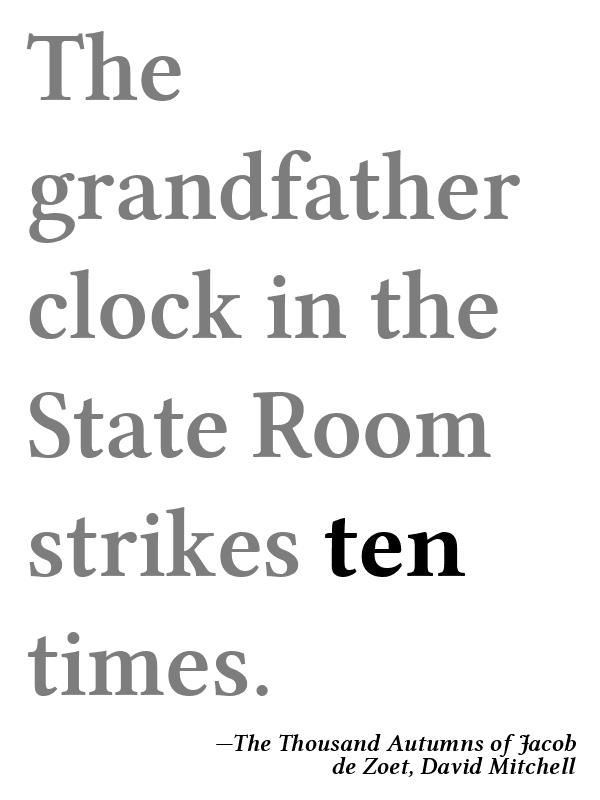 The
grandfather
clock in the
State Room
strikes ten
times.
—The Thousand Autumns of Jacob
de Zoet, David Mitchell